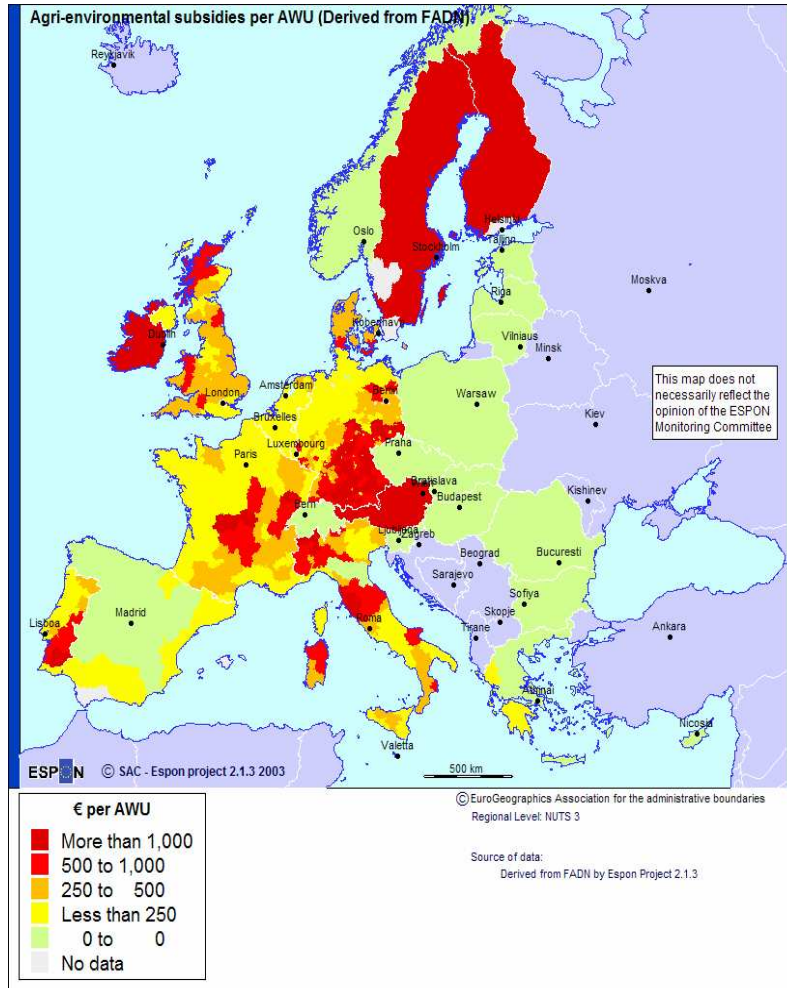 Agri-environmental subsidies per AWU (Derived from FADN)
Reykjavik
Oslo
Helsinki
Tallinn
Stockholm
Moskva
Riga
Kobenhavn
Vilniaus
Minsk
Dublin
This map does not
necessarily reflect the
opinion of the ESPON
Monitoring Committee
London
Amsterdam
Berlin
Warsaw
Kiev
Bruxelles
Luxembourg
Praha
Paris
Bratislava
Kishinev
Bern
Budapest
Ljubljana
Zagreb
Beograd
Bucuresti
Sarajevo
Sofiya
Lisboa
Madrid
Roma
Skopje
Tirane
Ankara
Athinai
Nicosia
Valetta
500 km
ESPON © SAC - Espon project 2.1.3 2003
© EuroGeographics Association for the administrative boundaries
Regional Level: NUTS 3
Source of data:
Derived from FADN by Espon Project 2.1.3
€ per AWU
More than 1,000
500 to 1,000
250 to 500
Less than 250
0 to 0
No data